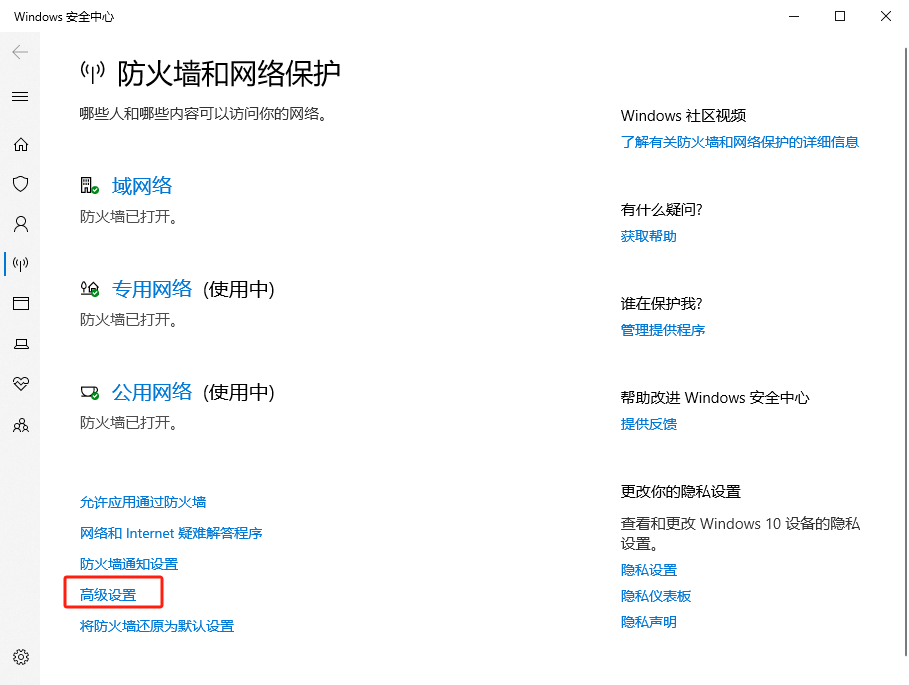 Windows 安全中心
防火墙和网络保护
哪些人和哪些内容可以访问你的网络。
域网络
防火墙已打开。
专用网络 (使用中)
防火墙已打开。
公用网络 (使用中)
防火墙已打开。
允许应用通过防火墙
网络和 Internet 疑难解答程序
防火墙通知设置
高级设置
将防火墙还原为默认设置
Windows 社区视频
了解有关防火墙和网络保护的详细信息
有什么疑问?
获取帮助
谁在保护我?
管理提供程序
帮助改进 Windows 安全中心
提供反馈
更改你的隐私设置
查看和更改 Windows 10 设备的隐私
设置。
隐私设置
隐私仪表板
隐私声明